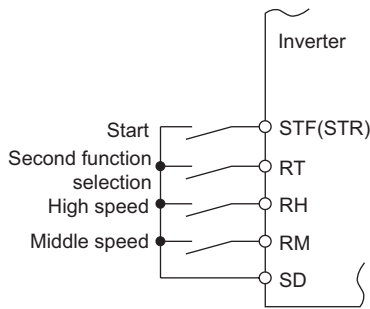 Inverter
Start
STF(STR)
Second function
selection
RT
High speed
RH
Middle speed
RM
SD